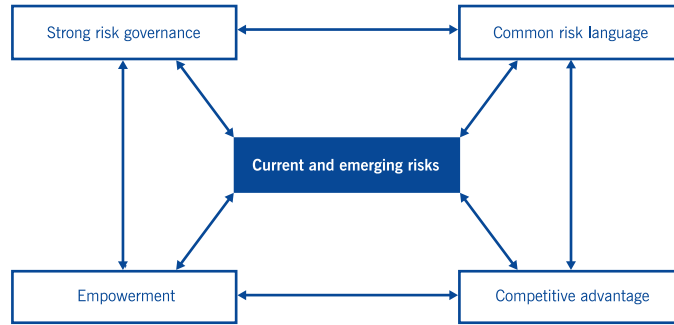 Strong risk governance
Common risk language
Current and emerging risks
Empowerment
Competitive advantage